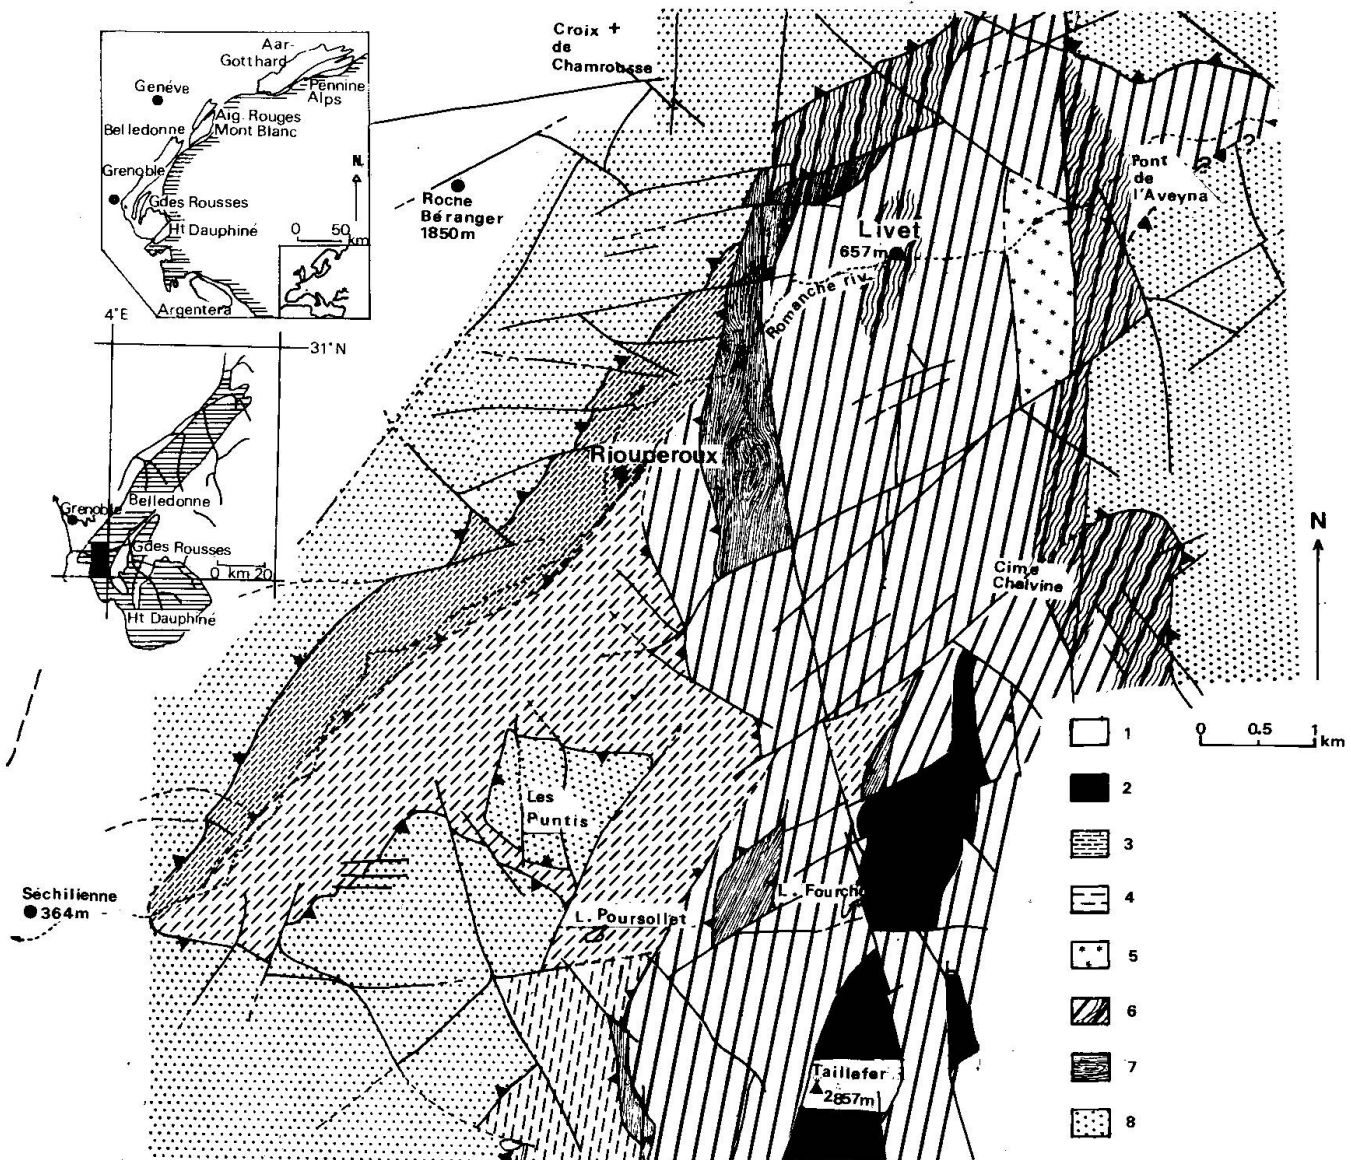 Aar-
Gotthard
Genéve
Pennine
Alps
Aig. Rouges
Mont Blanc
Belledonne
Grenoble
N
Gdes Rousses
Ht Dauphiné
0 50
km
Argentera
4°E
31°N
Belledonne
Grenoble
Gdes Rousses
0 km 20
Ht Dauphiné
Croix +
de
Chamrousse
Roche
Béranger
1850m
Pont
de
l'Aveyna
?
?
Livet
657m
Romanche riv.
Riouperoux
Cime
Chalvine
N
0 0.5 1
km
Les
Puntis
L. Fourchu
L. Poursollet
Séchilienne
364m
Taillefer
2857m
1
2
3
4
5
6
7
8